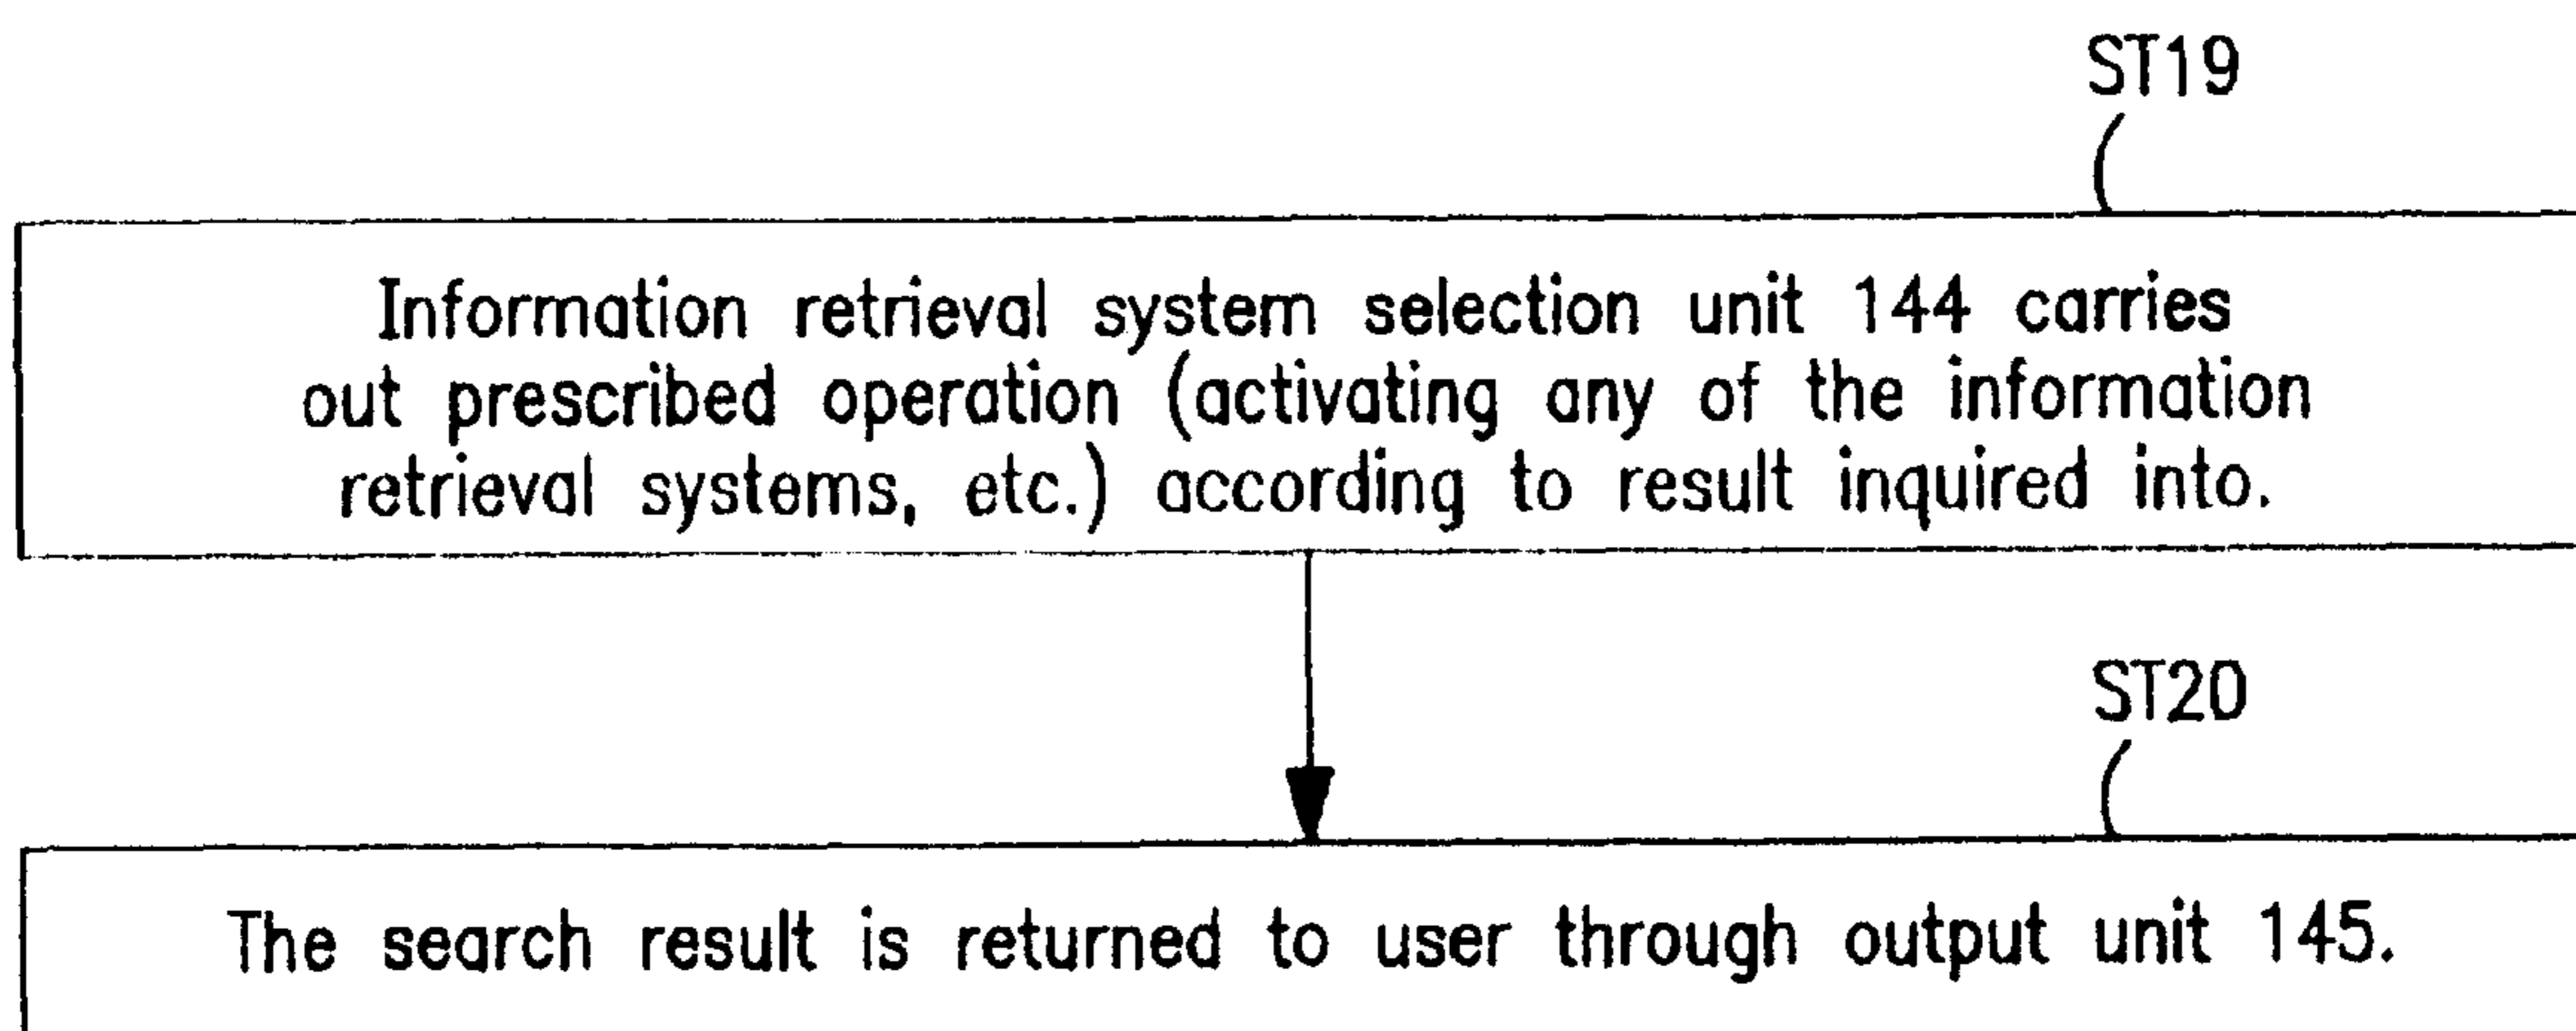 ST19
Information retrieval system selection unit 144 carries
out prescribed operation (activating any of the information
retrieval systems, etc.) according to result inquired into.
ST20
The search result is returned to user through output unit 145.